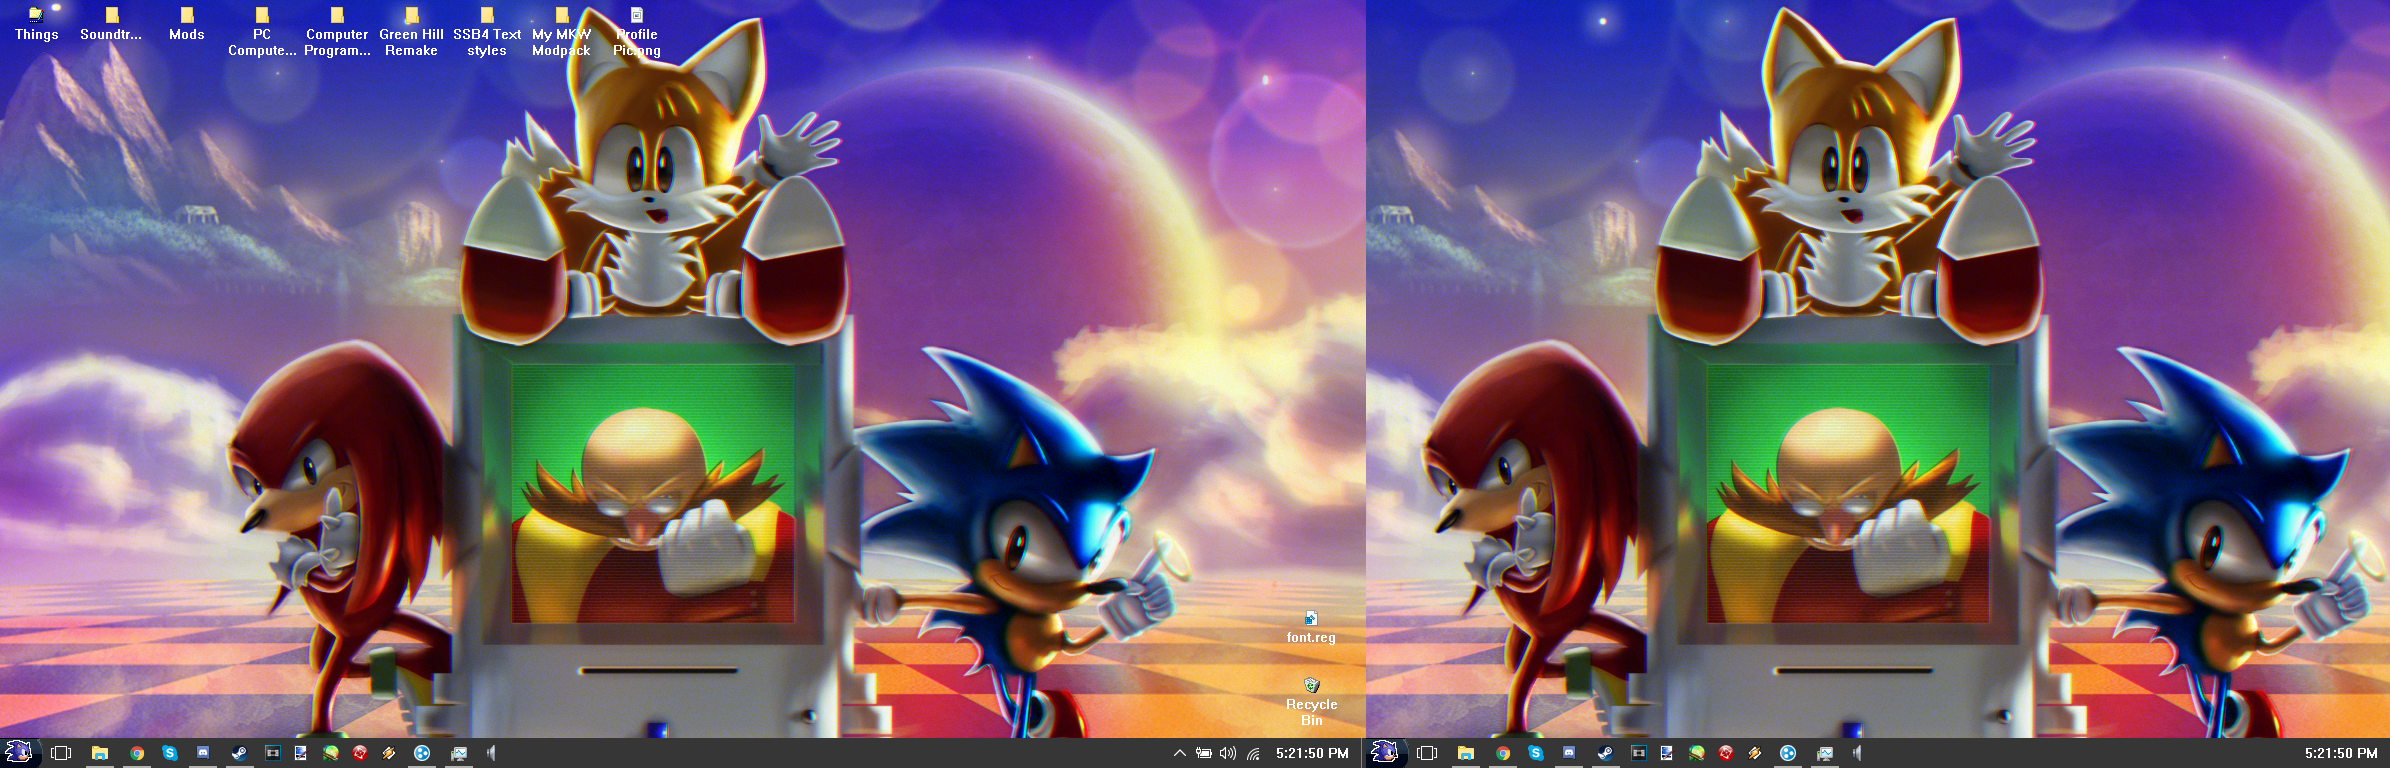 Things
Soundtr...
Mods
PC
Compute...
Computer
Program...
Green Hill
Remake
SSB4 Text
styles
My MKW
Modpack
Profile
Pic.png
font.reg
Recycle
Bin
5:21:50 PM
5:21:50 PM